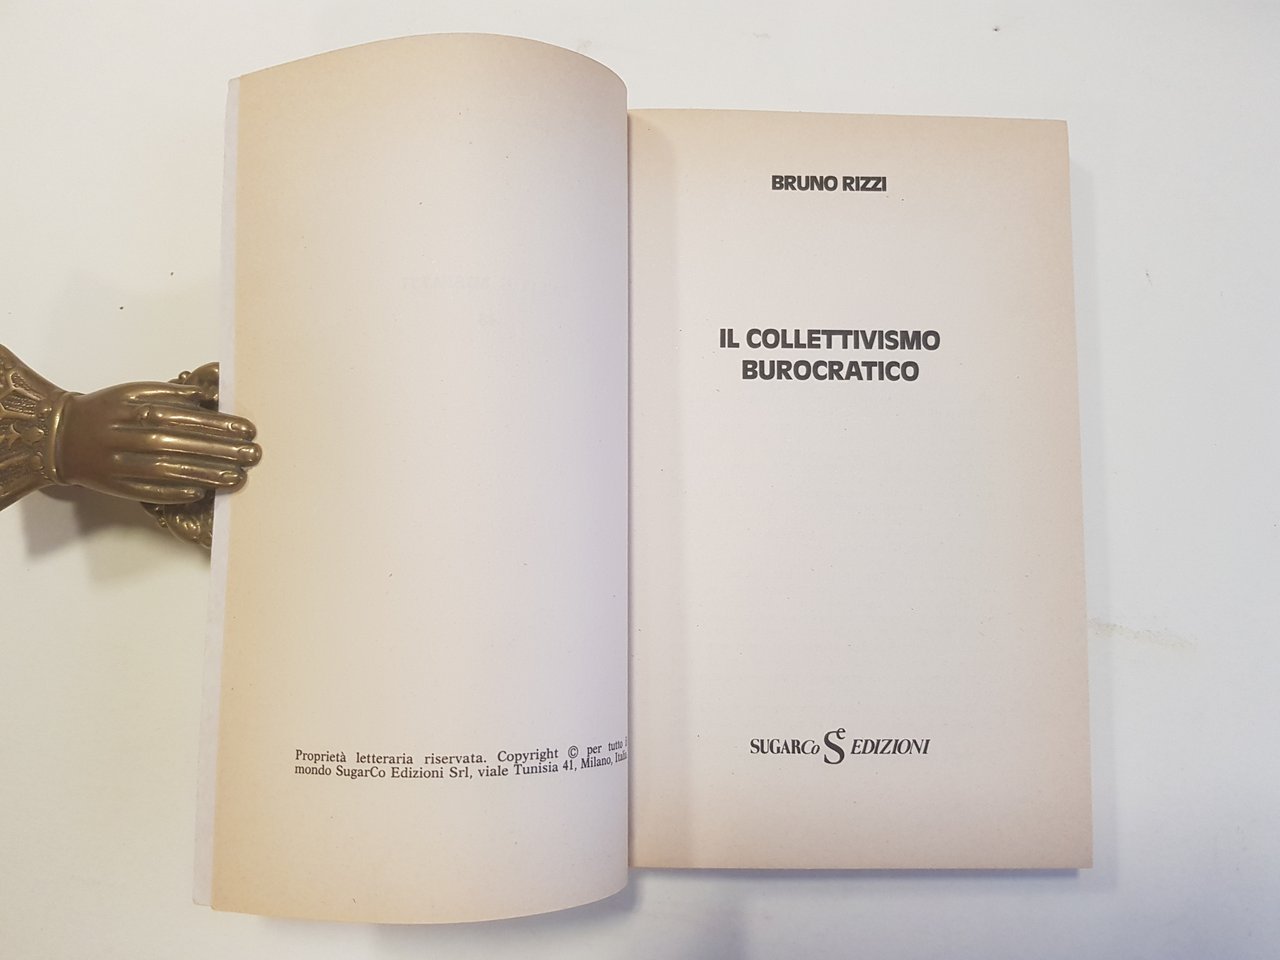 Proprietà letteraria riservata. Copyright © per tutto il
mondo SugarCo Edizioni Srl, viale Tunisia 41, Milano, Italia
BRUNO RIZZI
IL COLLETTIVISMO
BUROCRATICO
SUGARCo Se EDIZIONI